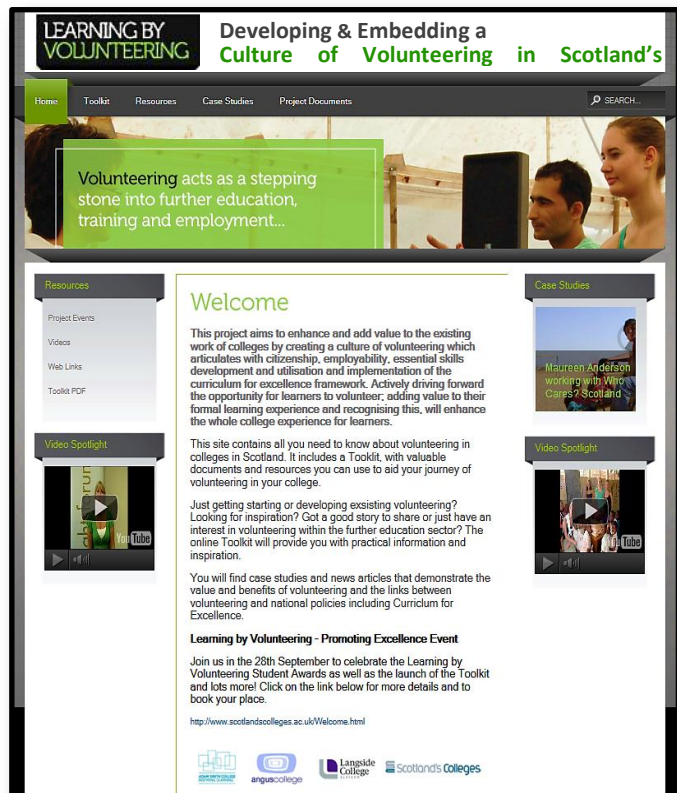 LEARNING BY
VOLUNTEERING
Developing & Embedding a
Culture of Volunteering in Scotland's
Home
Toolkit
Resources
Case Studies
Project Documents
SEARCH...
Volunteering acts as a stepping
stone into further education,
training and employment...
Resources
Project Events
Videos
Web Links
Toolkit PDF
Video Spotlight
You Tube
Welcome
This project aims to enhance and add value to the existing
work of colleges by creating a culture of volunteering which
articulates with citizenship, employability, essential skills
development and utilisation and implementation of the
curriculum for excellence framework. Actively driving forward
the opportunity for learners to volunteer; adding value to their
formal learning experience and recognising this, will enhance
the whole college experience for learners.
This site contains all you need to know about volunteering in
colleges in Scotland. It includes a Tooklit, with valuable
documents and resources you can use to aid your journey of
volunteering in your college.
Just getting starting or developing exsisting volunteering?
Looking for inspiration? Got a good story to share or just have an
interest in volunteering within the further education sector? The
online Toolkit will provide you with practical information and
inspiration.
You will find case studies and news articles that demonstrate the
value and benefits of volunteering and the links between
volunteering and national policies including Curriclum for
Excellence.
Learning by Volunteering - Promoting Excellence Event
Join us in the 28th September to celebrate the Learning by
Volunteering Student Awards as well as the launch of the Toolkit
and lots more! Click on the link below for more details and to
book your place.
http://www.scotlandscolleges.ac.uk/Welcome.html
ADAM SMITH COLLEGE
anguscollege
Langside
College
GLASGOW
Scotland's Colleges
Case Studies
Maureen Anderson
working with Who
Cares? Scotland
Video Spotlight
Tube